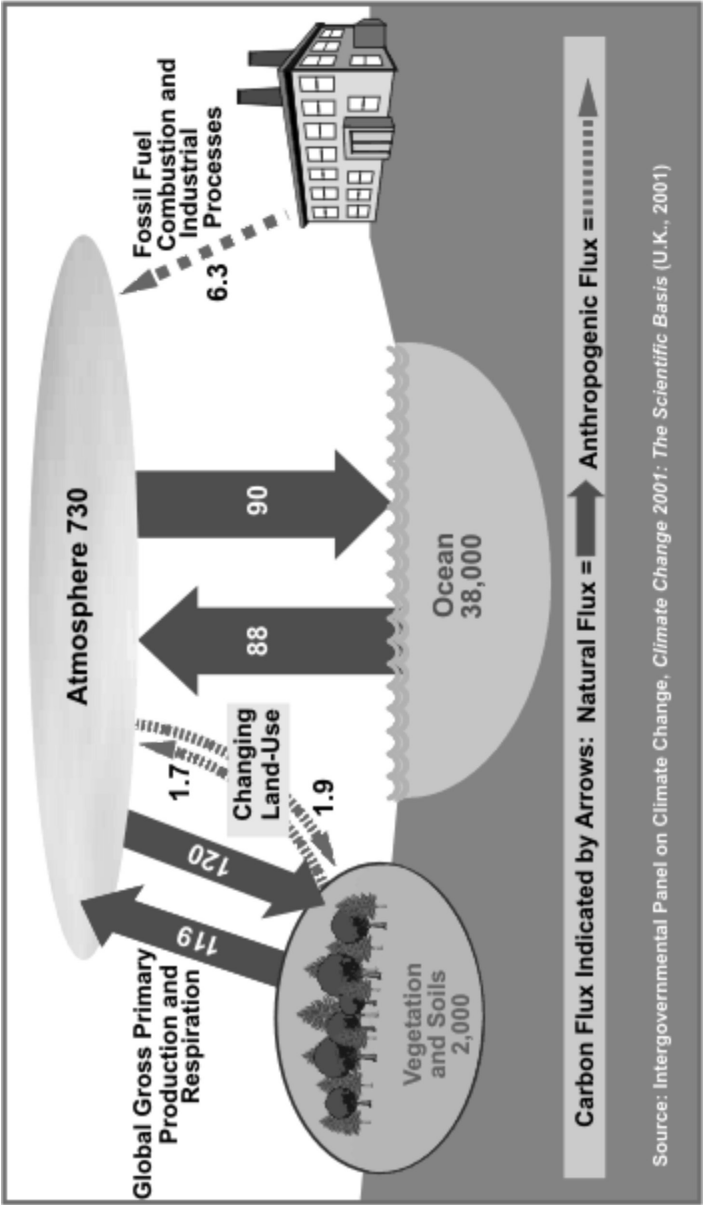 Atmosphere 730
Fossil Fuel
Combustion and
Industrial
Processes
6.3
Global Gross Primary
Production and
Respiration
119
120
1.7
Changing
Land-Use
1.9
88
90
Vegetation
and Soils
2,000
Ocean
38,000
Carbon Flux Indicated by Arrows: Natural Flux = Anthropogenic Flux =
Source: Intergovernmental Panel on Climate Change, Climate Change 2001: The Scientific Basis (U.K., 2001)